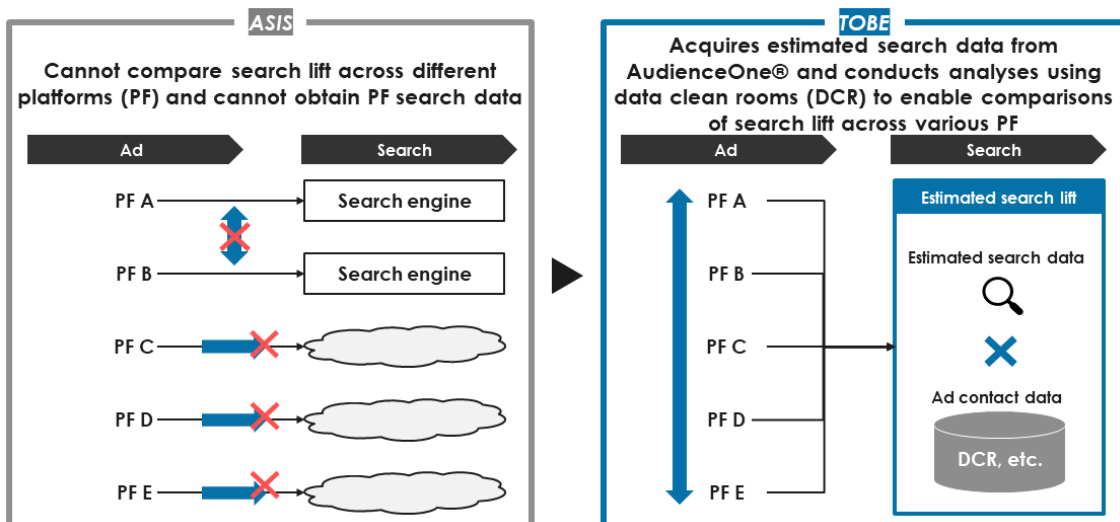 ASIS
Cannot compare search lift across different
platforms (PF) and cannot obtain PF search data
Ad
Search
PF A
Search engine
PF B
Search engine
PF C
PF D
PF E
TOBE
Acquires estimated search data from
AudienceOne® and conducts analyses using
data clean rooms (DCR) to enable comparisons
of search lift across various PF
Ad
Search
PF A
PF B
PF C
PF D
PF E
Estimated search lift
Estimated search data
Ad contact data
DCR, etc.